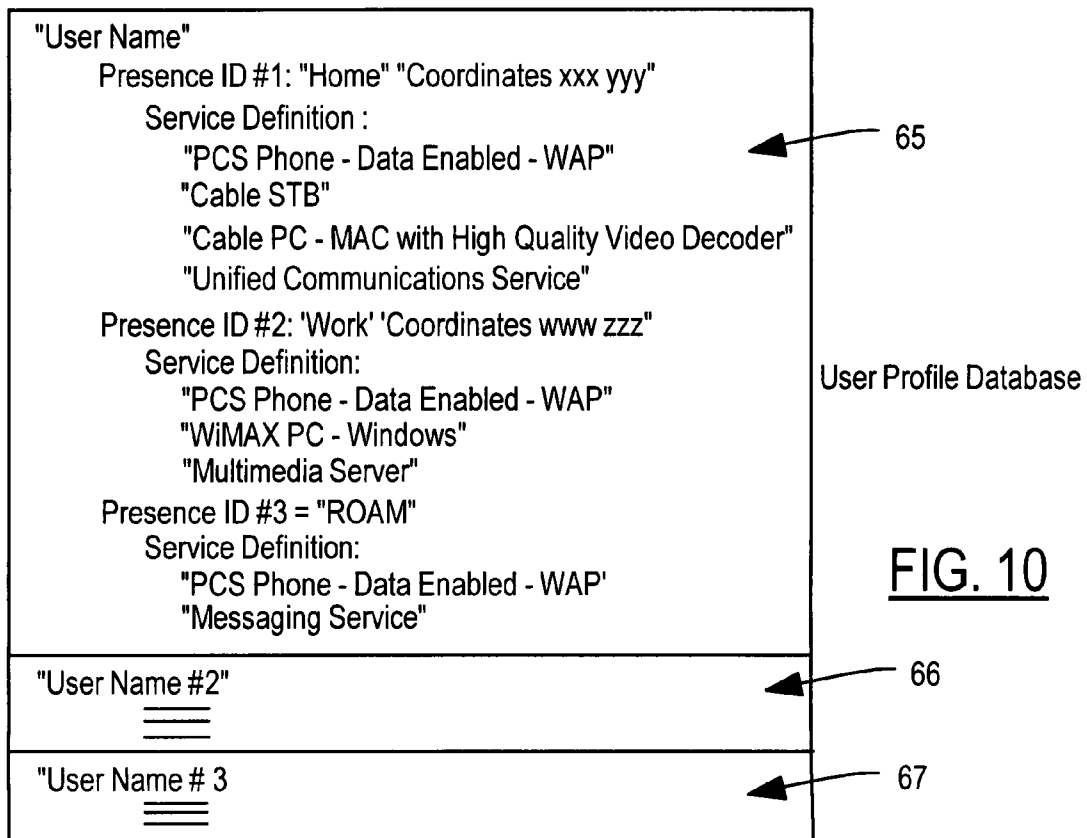 "User Name"
Presence ID #1: "Home" "Coordinates xxx yyy"
Service Definition :
"PCS Phone - Data Enabled - WAP"
"Cable STB"
"Cable PC - MAC with High Quality Video Decoder"
"Unified Communications Service"
Presence ID #2: 'Work' 'Coordinates www zzz"
Service Definition:
"PCS Phone - Data Enabled - WAP"
"WiMAX PC - Windows"
"Multimedia Server"
Presence ID #3 = "ROAM"
Service Definition:
"PCS Phone - Data Enabled - WAP'
"Messaging Service"
65
User Profile Database
FIG. 10
"User Name #2"
66
"User Name # 3
67